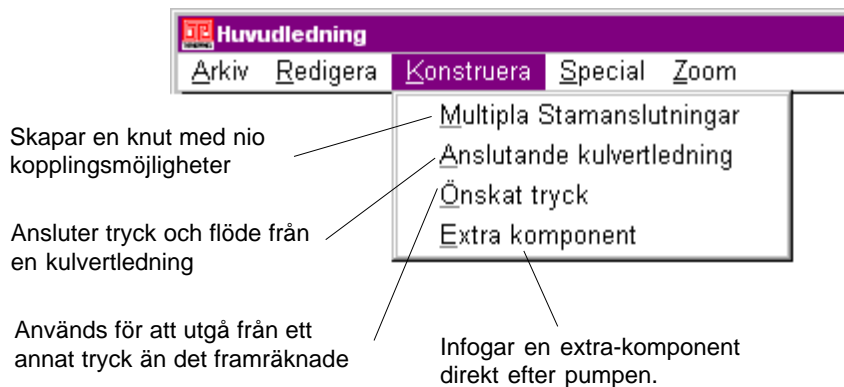 Huvudledning
Arkiv Redigera Konstruera Special Zoom
Multipla Stamanslutningar
Anslutande kulvertledning
Önskat tryck
Extra komponent
Skapar en knut med nio
kopplingsmöjligheter
Ansluter tryck och flöde från
en kulvertledning
Används för att utgå från ett
annat tryck än det framräknade
Infogar en extra-komponent
direkt efter pumpen.